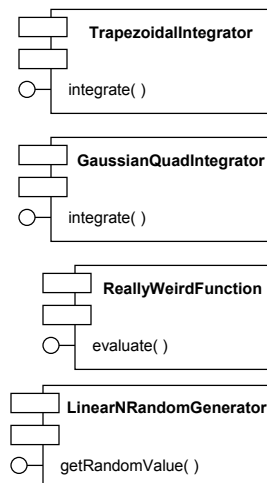 TrapezoidalIntegrator
integrate( )
GaussianQuadIntegrator
integrate( )
ReallyWeirdFunction
evaluate( )
LinearNRandomGenerator
getRandomValue( )